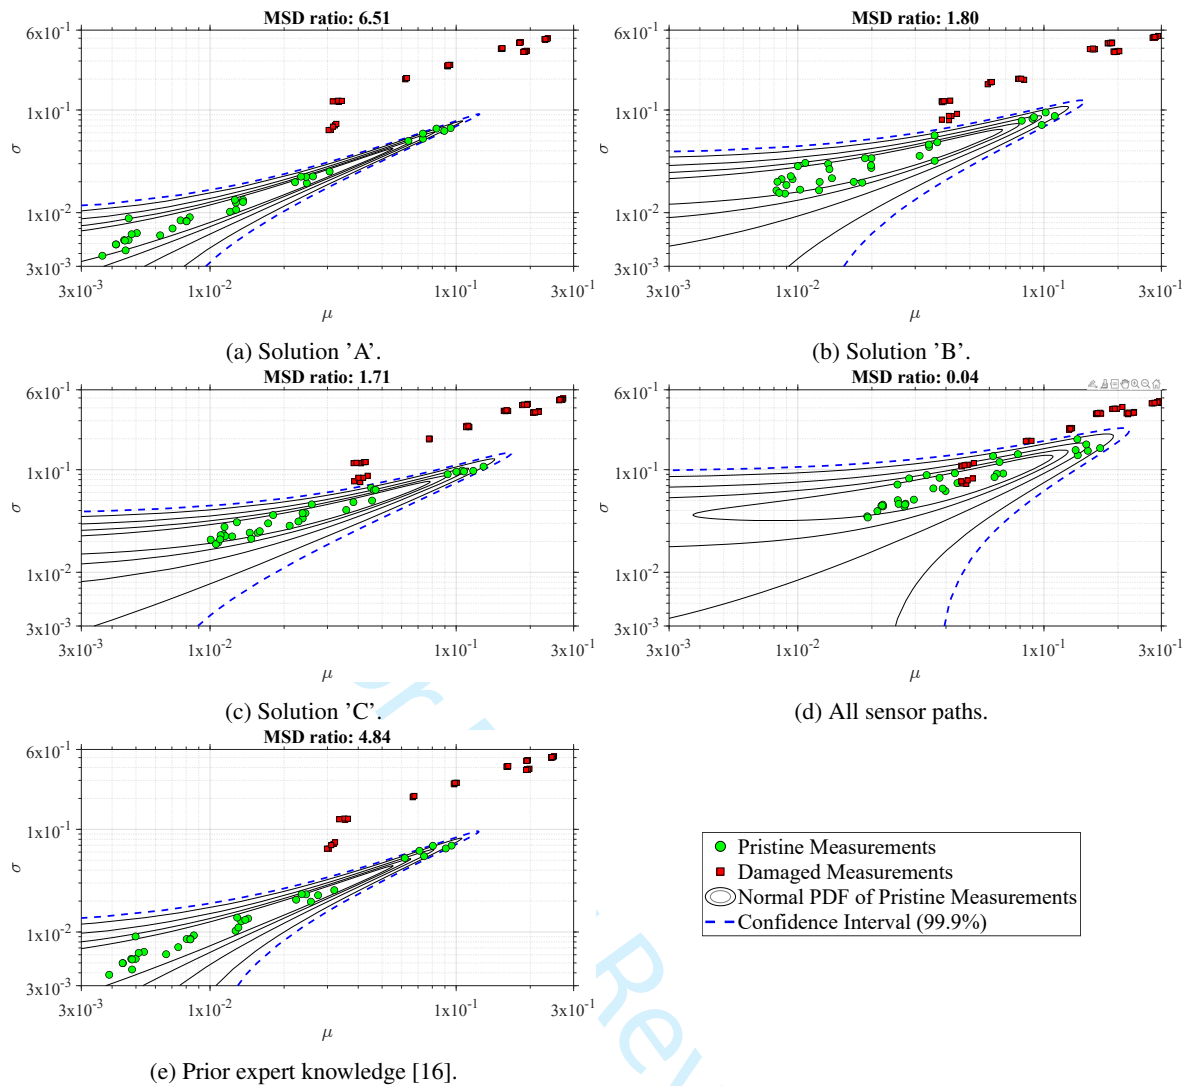 MSD ratio: 6.51
6x10-1
1x10-1
σ
1x10-2
3x10-3
3x10-3 1x10-2 1x10-1 3x10-1
μ
(a) Solution 'A'.
MSD ratio: 1.80
6x10-1
1x10-1
σ
1x10-2
3x10-3
3x10-3 1x10-2 1x10-1 3x10-1
μ
(b) Solution 'B'.
MSD ratio: 1.71
6x10-1
1x10-1
σ
1x10-2
3x10-3
3x10-3 1x10-2 1x10-1 3x10-1
μ
(c) Solution 'C'.
MSD ratio: 0.04
6x10-1
1x10-1
σ
1x10-2
3x10-3
3x10-3 1x10-2 1x10-1 3x10-1
μ
(d) All sensor paths.
MSD ratio: 4.84
6x10-1
1x10-1
σ
1x10-2
3x10-3
3x10-3 1x10-2 1x10-1 3x10-1
μ
(e) Prior expert knowledge [16].
Pristine Measurements
Damaged Measurements
Normal PDF of Pristine Measurements
Confidence Interval (99.9%)